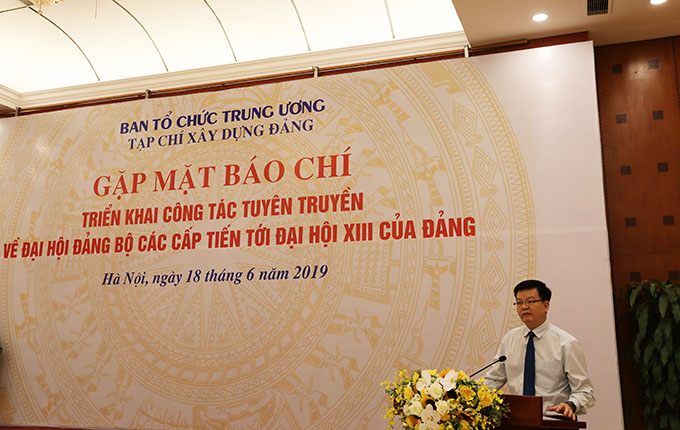 BAN TỔ CHỨC TRUNG ƯƠNG
TẠP CHÍ XÂY DỰNG ĐẢNG
GẶP MẶT BÁO CHÍ
TRIỂN KHAI CÔNG TÁC TUYÊN TRUYỀN
VỀ ĐẠI HỘI ĐẢNG BỘ CÁC CẤP TIẾN TỚI ĐẠI HỘI XIII CỦA ĐẢNG
Hà Nội, ngày 18 tháng 6 năm 2019